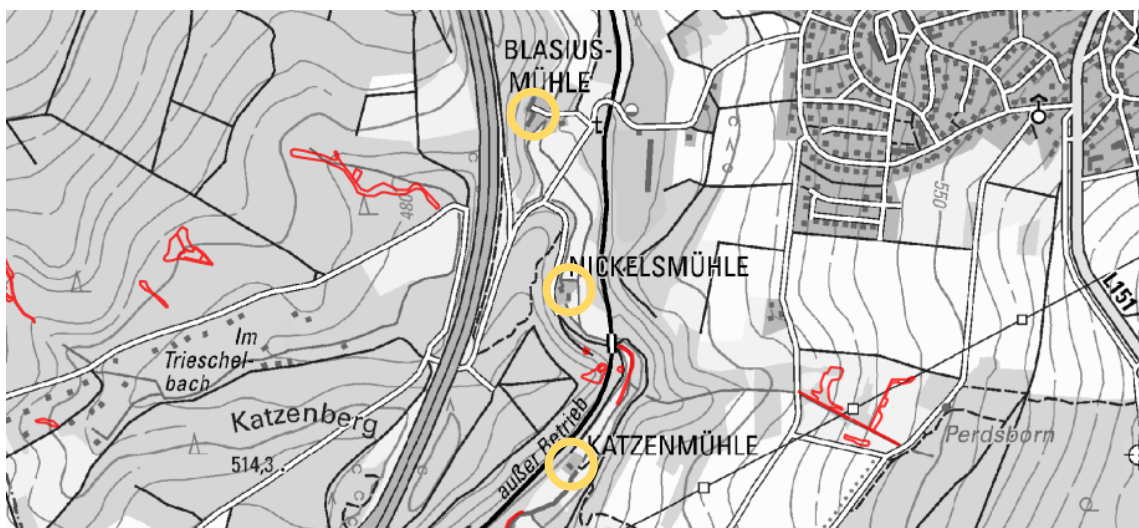 BLASIUS-
MÜHLE
480
550
NICKELSMÜHLE
L151
Im
Trieschel-
bach
Katzenberg
514,3
außer Betrieb
KATZENMÜHLE
Perdsborn